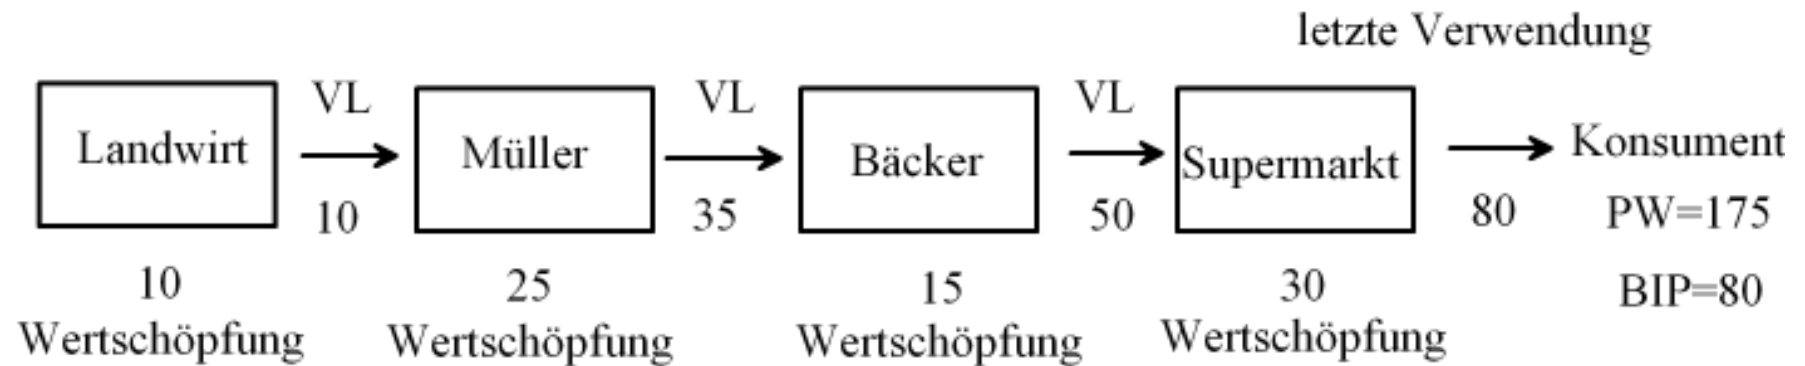 letzte Verwendung
Landwirt
VL
10
Müller
VL
35
Bäcker
VL
50
Supermarkt
80
Konsument
PW=175
BIP=80
10
Wertschöpfung
25
Wertschöpfung
15
Wertschöpfung
30
Wertschöpfung